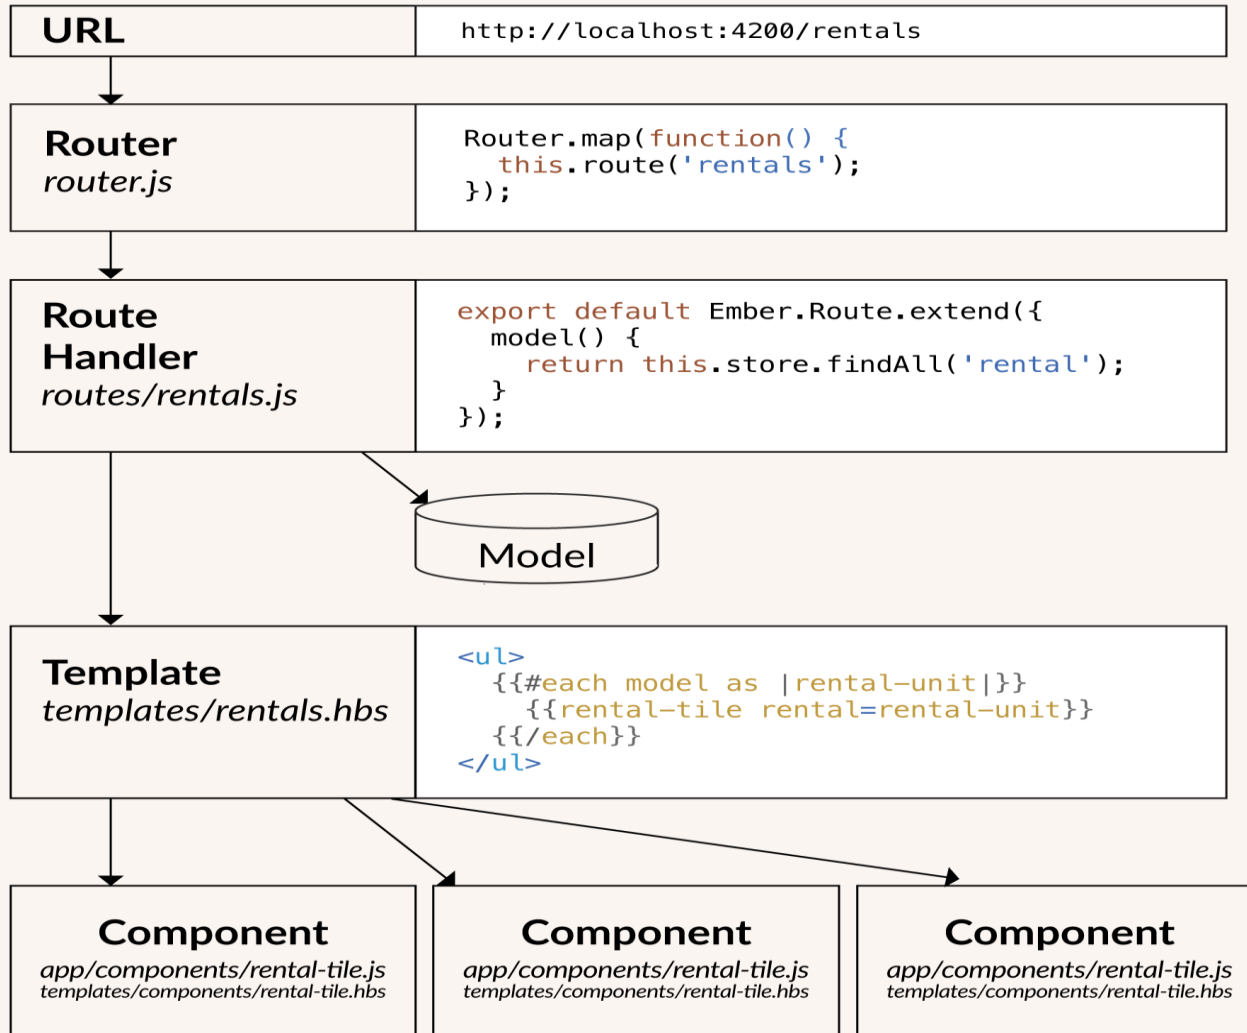 URL
http://localhost:4200/rentals
Router
router.js
Router.map(function() {
  this.route('rentals');
});
Route
Handler
routes/rentals.js
export default Ember.Route.extend({
  model() {
    return this.store.findAll('rental');
  }
});
Model
Template
templates/rentals.hbs
<ul>
  {{#each model as |rental-unit|}}
    {{rental-tile rental=rental-unit}}
  {{/each}}
</ul>
Component
app/components/rental-tile.js
templates/components/rental-tile.hbs
Component
app/components/rental-tile.js
templates/components/rental-tile.hbs
Component
app/components/rental-tile.js
templates/components/rental-tile.hbs